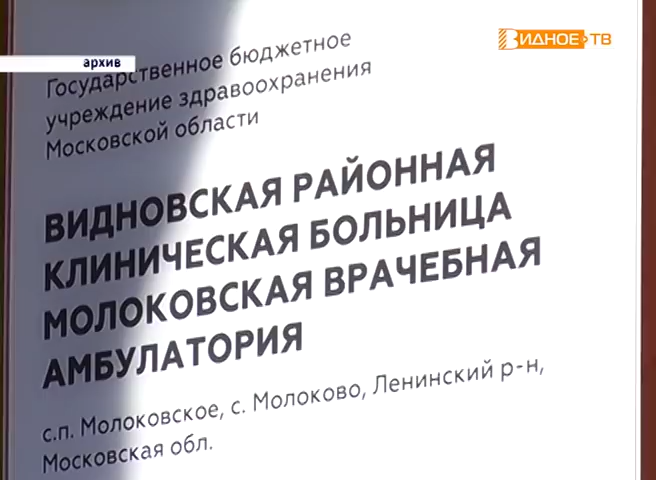 ВИДНОЕ ТВ
архив
Государственное бюджетное
учреждение здравоохранения
Московской области
ВИДНОВСКАЯ РАЙОННАЯ
КЛИНИЧЕСКАЯ БОЛЬНИЦА
МОЛОКОВСКАЯ ВРАЧЕБНАЯ
АМБУЛАТОРИЯ
с.п. Молоковское, с. Молоково, Ленинский р-н,
Московская обл.